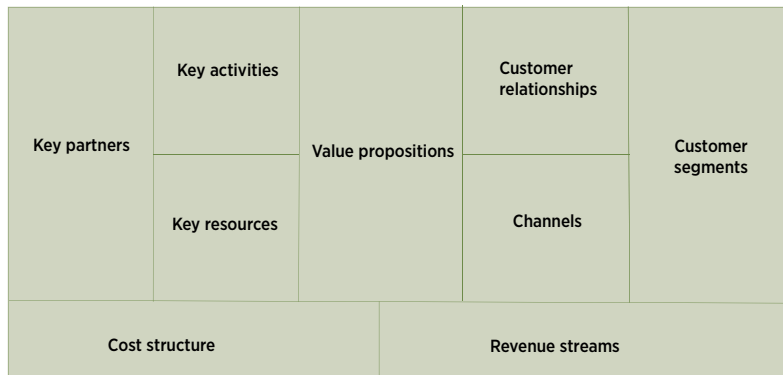 Key partners
Key activities
Key resources
Value propositions
Customer
relationships
Channels
Customer
segments
Cost structure
Revenue streams